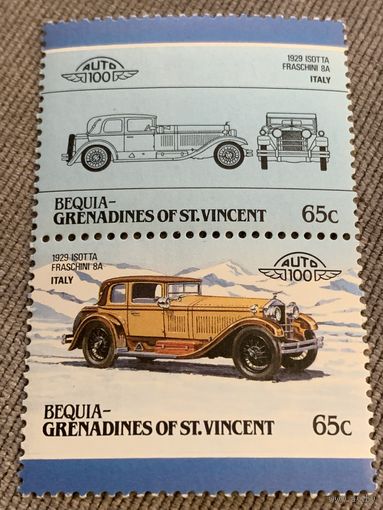 AUTO
100
1929 ISOTTA
FRASCHINI 8A
ITALY
BEQUIA-
GRENADINES OF ST. VINCENT 65c
1929 ISOTTA
FRASCHINI 8A
ITALY
AUTO
100
BEQUIA-
GRENADINES OF ST. VINCENT 65c